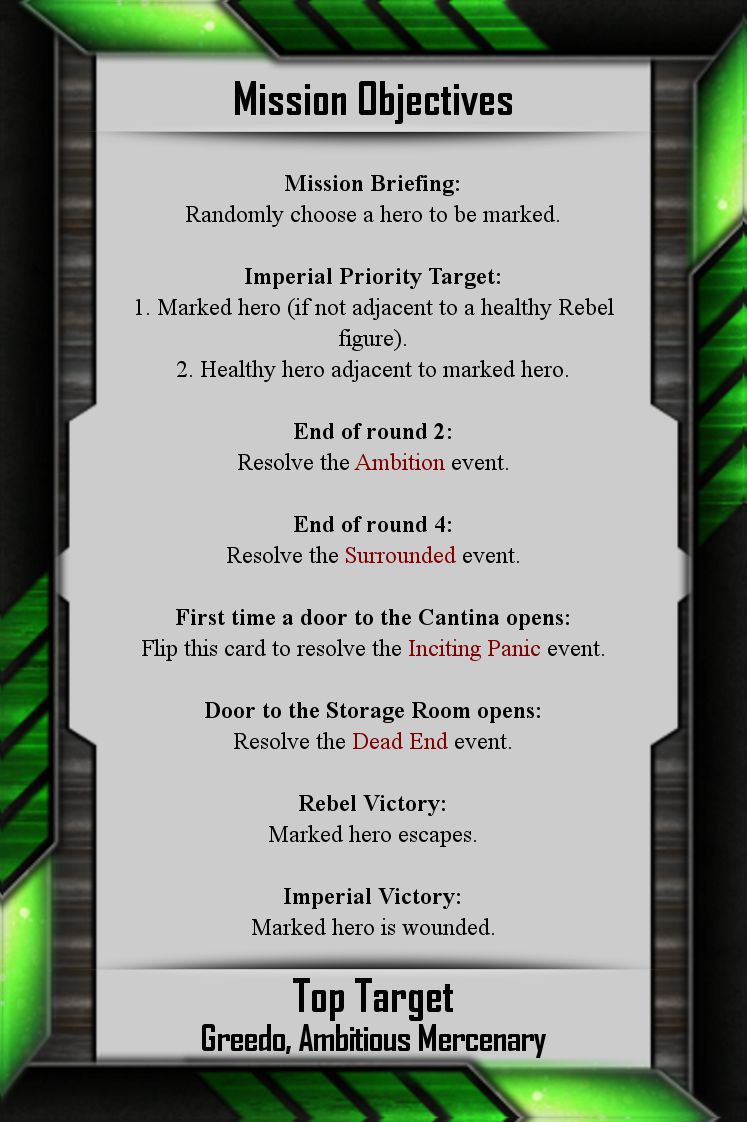 Mission Objectives
Mission Briefing:
Randomly choose a hero to be marked.
Imperial Priority Target:
1. Marked hero (if not adjacent to a healthy Rebel
figure).
2. Healthy hero adjacent to marked hero.
End of round 2:
Resolve the Ambition event.
End of round 4:
Resolve the Surrounded event.
First time a door to the Cantina opens:
Flip this card to resolve the Inciting Panic event.
Door to the Storage Room opens:
Resolve the Dead End event.
Rebel Victory:
Marked hero escapes.
Imperial Victory:
Marked hero is wounded.
Top Target
Greedo, Ambitious Mercenary